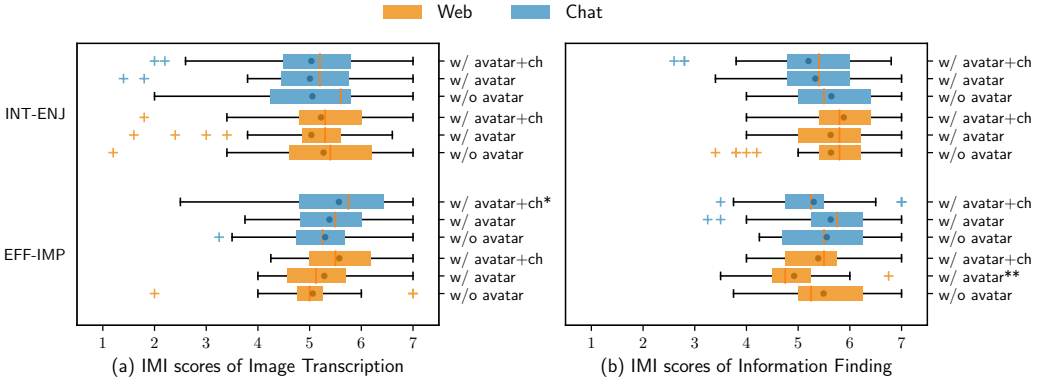 Web Chat
w/ avatar+ch w/ avatar+ch
w/ avatar w/ avatar
w/o avatar w/o avatar
INT-ENJ
w/ avatar+ch w/ avatar+ch
w/ avatar w/ avatar
w/o avatar w/o avatar
w/ avatar+ch* w/ avatar+ch
w/ avatar w/ avatar
w/o avatar w/o avatar
EFF-IMP
w/ avatar+ch w/ avatar+ch
w/ avatar w/ avatar**
w/o avatar w/o avatar
1 2 3 4 5 6 7 1 2 3 4 5 6 7
(a) IMI scores of Image Transcription (b) IMI scores of Information Finding